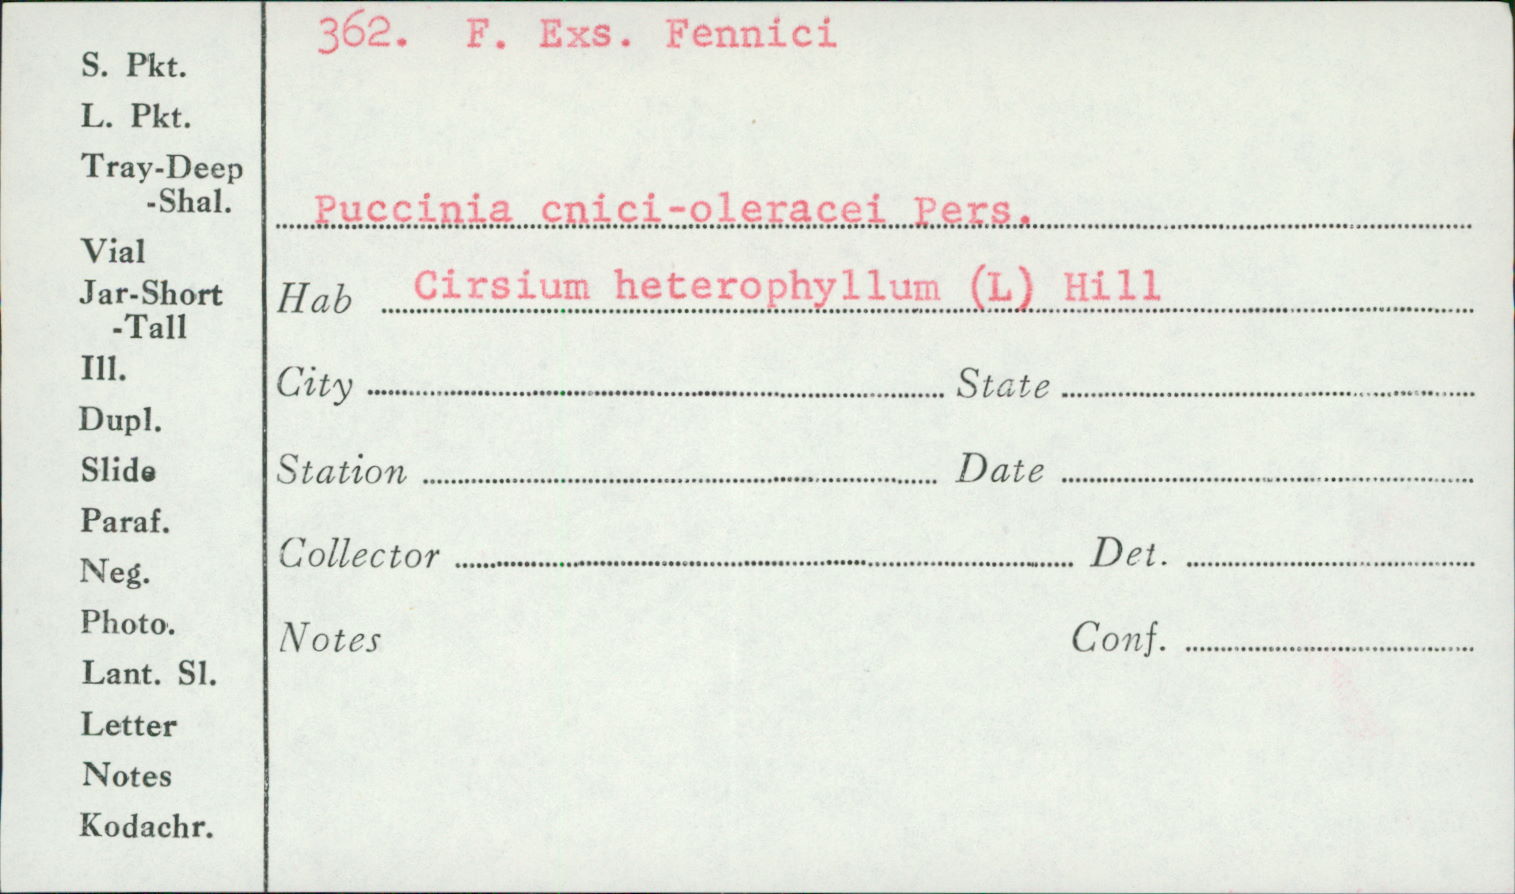 362. F. Exs. Fennici
S. Pkt.
L. Pkt.
Tray-Deep
-Shal.
Puccinia cnici-oleracei Pers.
Vial
Jar-Short
-Tall
Hab Cirsium heterophyllum (L) Hill
Ill.
City State
Dupl.
Slide
Station Date
Paraf.
Collector Det.
Neg.
Photo.
Notes Conf.
Lant. Sl.
Letter
Notes
Kodachr.